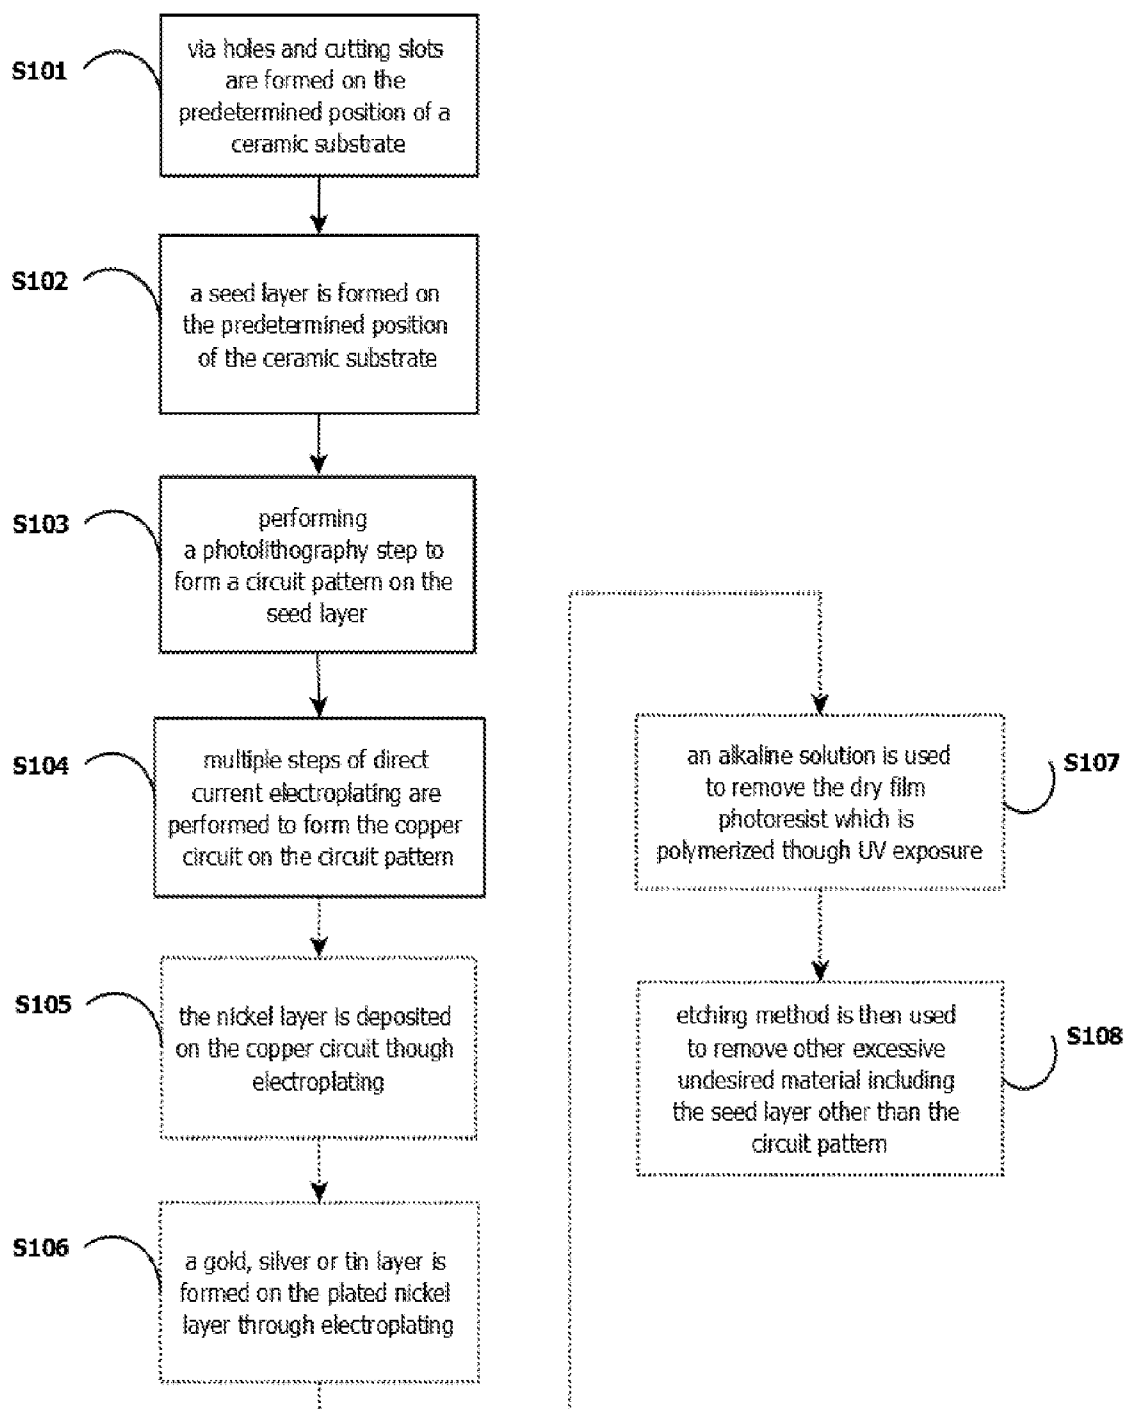 S101
via holes and cutting slots
are formed on the
predetermined position of a
ceramic substrate
S102
a seed layer is formed on
the predetermined position
of the ceramic substrate
S103
performing
a photolithography step to
form a circuit pattern on the
seed layer
S104
multiple steps of direct
current electroplating are
performed to form the copper
circuit on the circuit pattern
S105
the nickel layer is deposited
on the copper circuit though
electroplating
S106
a gold, silver or tin layer is
formed on the plated nickel
layer through electroplating
S107
an alkaline solution is used
to remove the dry film
photoresist which is
polymerized though UV exposure
S108
etching method is then used
to remove other excessive
undesired material including
the seed layer other than the
circuit pattern